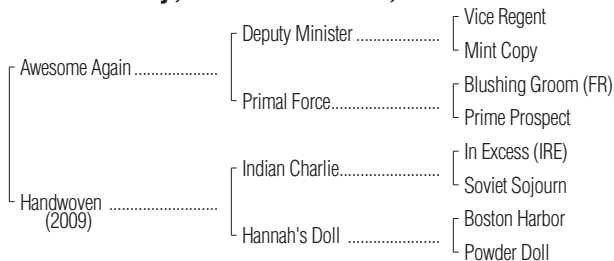 Vice Regent
Deputy Minister
Mint Copy
Awesome Again
Blushing Groom (FR)
Primal Force
Prime Prospect
In Excess (IRE)
Indian Charlie
Soviet Sojourn
Handwoven
(2009)
Boston Harbor
Hannah's Doll
Powder Doll